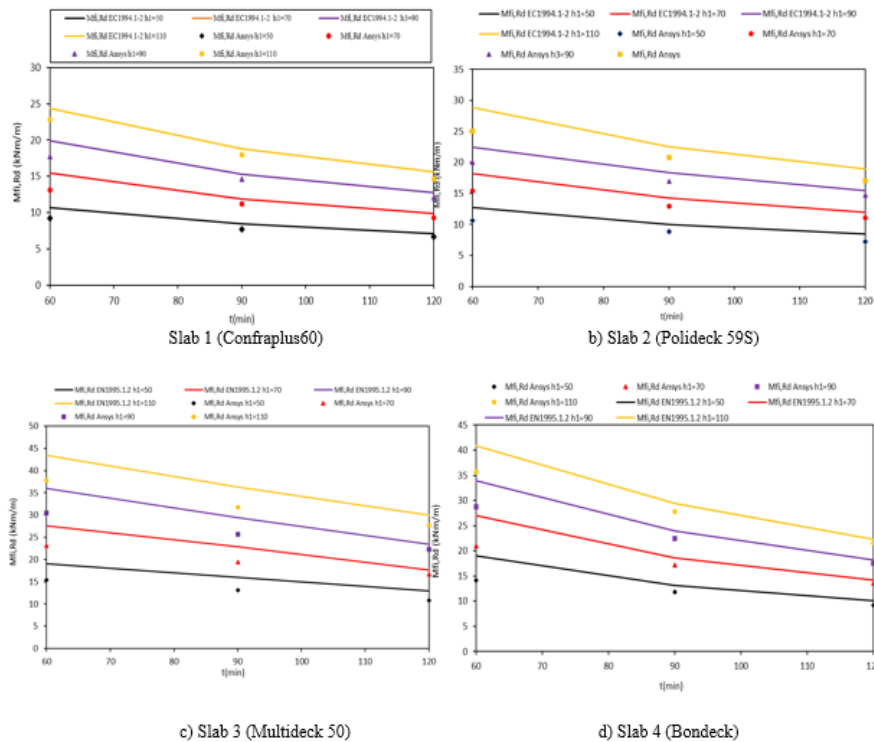 Mfi,Rd EC1994.1-2 h1=50 Mfi,Rd EC1994.1-2 h1=70 Mfi,Rd EC1994.1-2 h1=90
Mfi,Rd EC1994.1-2 h1=110 Mfi,Rd Ansys h1=50 Mfi,Rd Ansys h1=70
Mfi,Rd Ansys h1=90 Mfi,Rd Ansys h1=110
Mfi,Rd (kNm/m)
30
25
20
15
10
5
0
60 70 80 90 100 110 120
t(min)
Slab 1 (Confraplus60)
Mfi,Rd EC1994.1-2 h1=50 Mfi,Rd EC1994.1-2 h1=70 Mfi,Rd EC1994.1-2 h1=90
Mfi,Rd EC1994.1-2 h1=110 Mfi,Rd Ansys h1=50 Mfi,Rd Ansys h1=70
Mfi,Rd Ansys h3=90 Mfi,Rd Ansys
Mfi,Rd (kNm/m)
35
30
25
20
15
10
5
0
60 70 80 90 100 110 120
t(min)
b) Slab 2 (Polideck 59S)
Mfi,Rd EN1995.1.2 h1=50 Mfi,Rd EN1995.1.2 h1=70 Mfi,Rd EN1995.1.2 h1=90
Mfi,Rd EN1995.1.2 h1=110 Mfi,Rd Ansys h1=50 Mfi,Rd Ansys h1=70
Mfi,Rd Ansys h1=90 Mfi,Rd Ansys h1=110
Mfi,Rd (kNm/m)
50
45
40
35
30
25
20
15
10
5
0
60 70 80 90 100 110 120
t(min)
c) Slab 3 (Multideck 50)
Mfi,Rd Ansys h1=50 Mfi,Rd Ansys h1=70 Mfi,Rd Ansys h1=90
Mfi,Rd Ansys h1=110 Mfi,Rd EN1995.1.2 h1=50 Mfi,Rd EN1995.1.2 h1=70
Mfi,Rd EN1995.1.2 h1=90 Mfi,Rd EN1995.1.2 h1=110
Mfi,Rd (kNm/m)
45
40
35
30
25
20
15
10
5
0
60 70 80 90 100 110 120
t(min)
d) Slab 4 (Bondeck)